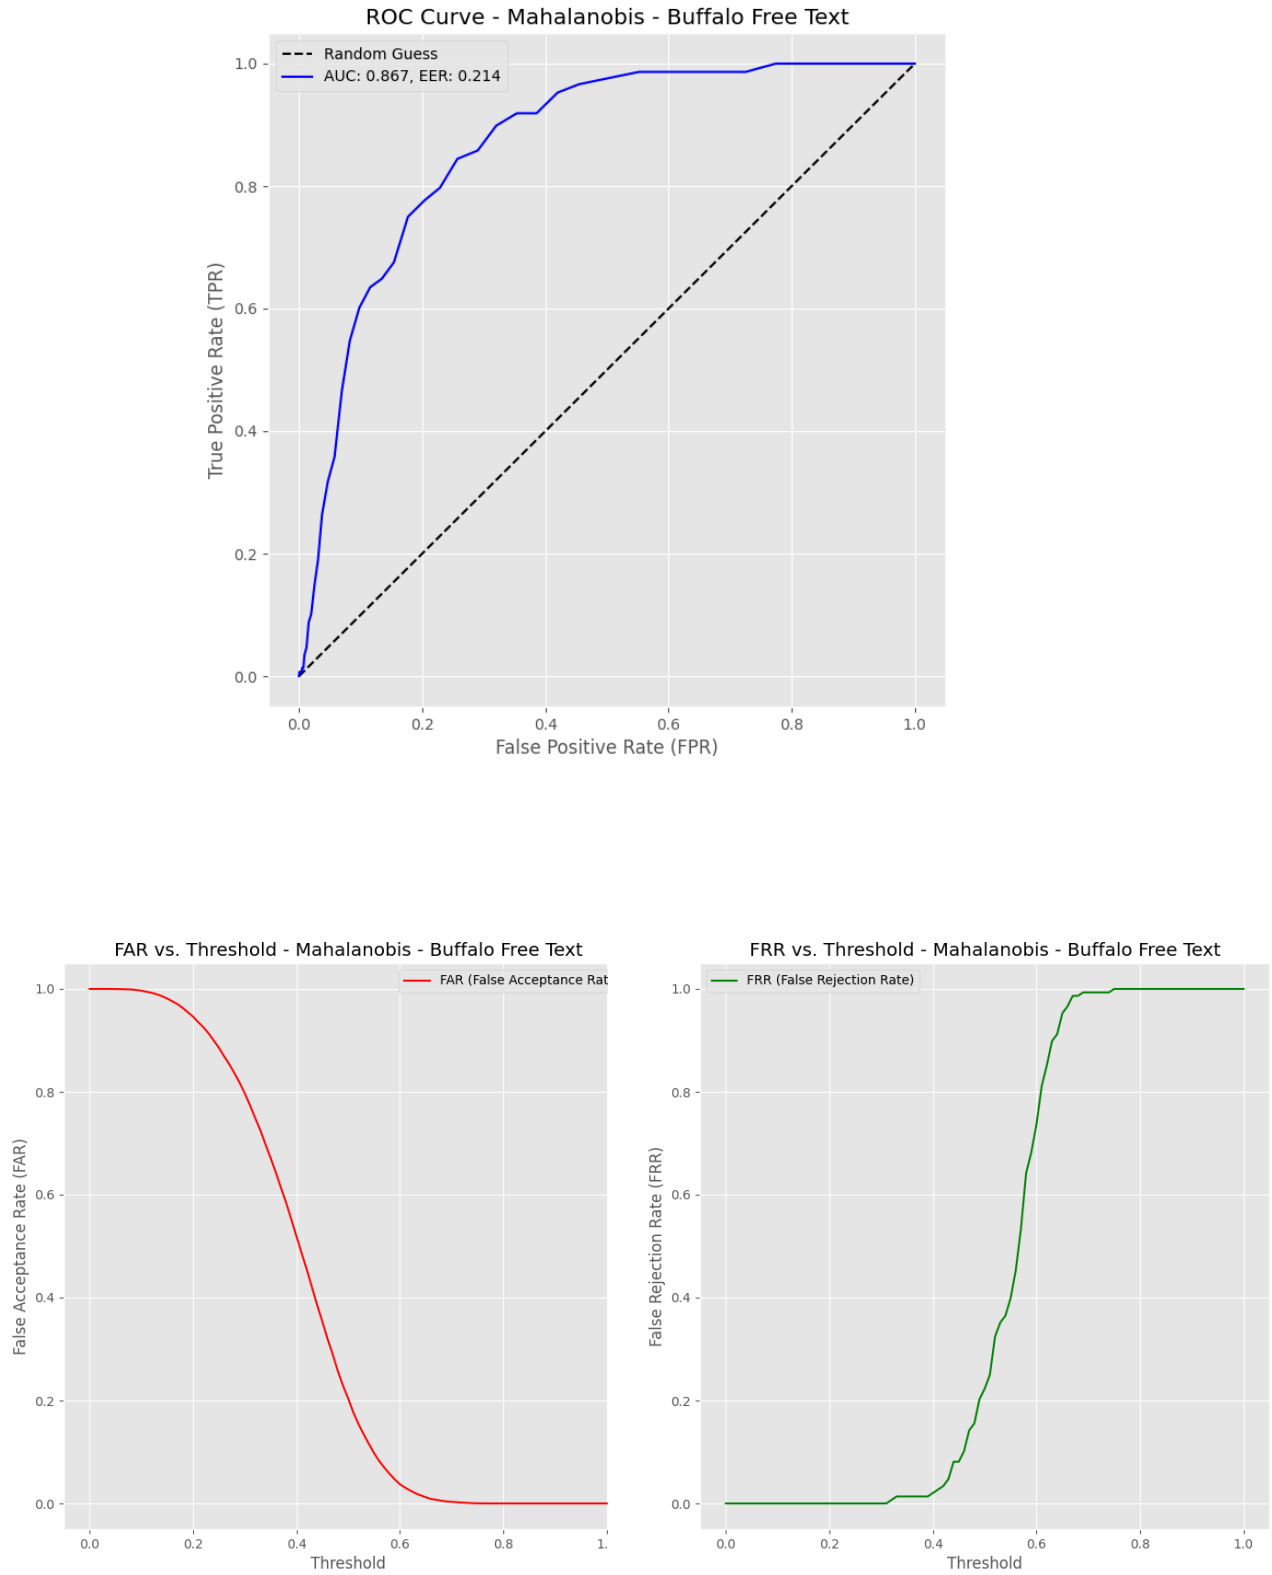 ROC Curve - Mahalanobis - Buffalo Free Text
Random Guess
AUC: 0.867, EER: 0.214
1.0
0.8
0.6
0.4
0.2
0.0
True Positive Rate (TPR)
0.0 0.2 0.4 0.6 0.8 1.0
False Positive Rate (FPR)
FAR vs. Threshold - Mahalanobis - Buffalo Free Text
FAR (False Acceptance Rat
1.0
0.8
0.6
0.4
0.2
0.0
False Acceptance Rate (FAR)
0.0 0.2 0.4 0.6 0.8 1.
Threshold
FRR vs. Threshold - Mahalanobis - Buffalo Free Text
FRR (False Rejection Rate)
1.0
0.8
0.6
0.4
0.2
0.0
False Rejection Rate (FRR)
0.0 0.2 0.4 0.6 0.8 1.0
Threshold